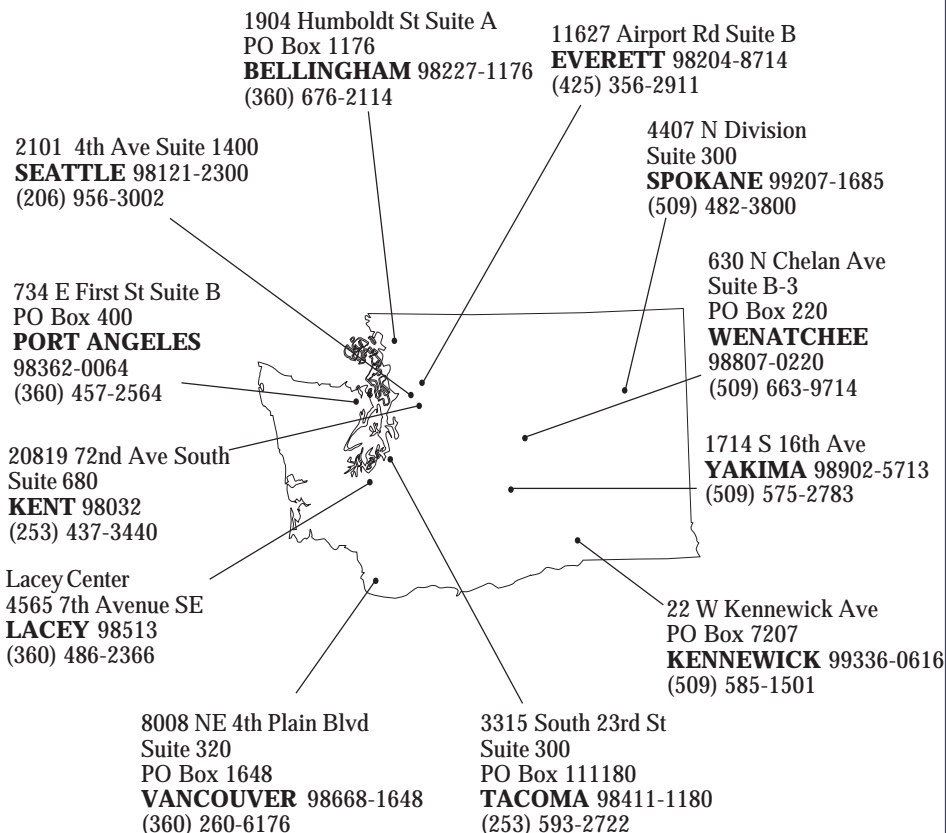 1904 Humboldt St Suite A
PO Box 1176
BELLINGHAM 98227-1176
(360) 676-2114
11627 Airport Rd Suite B
EVERETT 98204-8714
(425) 356-2911
2101 4th Ave Suite 1400
SEATTLE 98121-2300
(206) 956-3002
4407 N Division
Suite 300
SPOKANE 99207-1685
(509) 482-3800
734 E First St Suite B
PO Box 400
PORT ANGELES
98362-0064
(360) 457-2564
630 N Chelan Ave
Suite B-3
PO Box 220
WENATCHEE
98807-0220
(509) 663-9714
20819 72nd Ave South
Suite 680
KENT 98032
(253) 437-3440
1714 S 16th Ave
YAKIMA 98902-5713
(509) 575-2783
Lacey Center
4565 7th Avenue SE
LACEY 98513
(360) 486-2366
22 W Kennewick Ave
PO Box 7207
KENNEWICK 99336-0616
(509) 585-1501
8008 NE 4th Plain Blvd
Suite 320
PO Box 1648
VANCOUVER 98668-1648
(360) 260-6176
3315 South 23rd St
Suite 300
PO Box 111180
TACOMA 98411-1180
(253) 593-2722